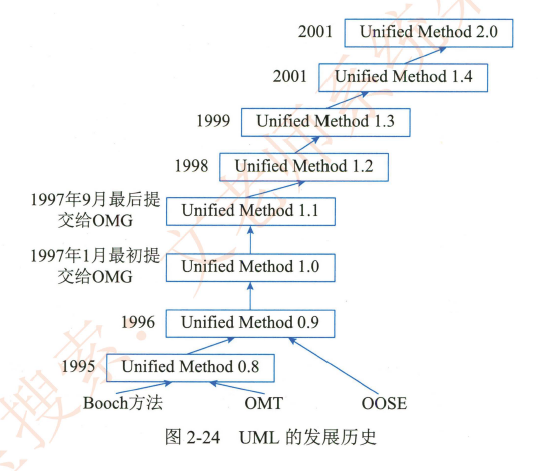 2001 Unified Method 2.0
2001 Unified Method 1.4
1999 Unified Method 1.3
1998 Unified Method 1.2
1997年9月最后提
交给OMG
Unified Method 1.1
1997年1月最初提
交给OMG
Unified Method 1.0
1996 Unified Method 0.9
1995 Unified Method 0.8
Booch方法 OMT OOSE
图 2-24 UML 的发展历史